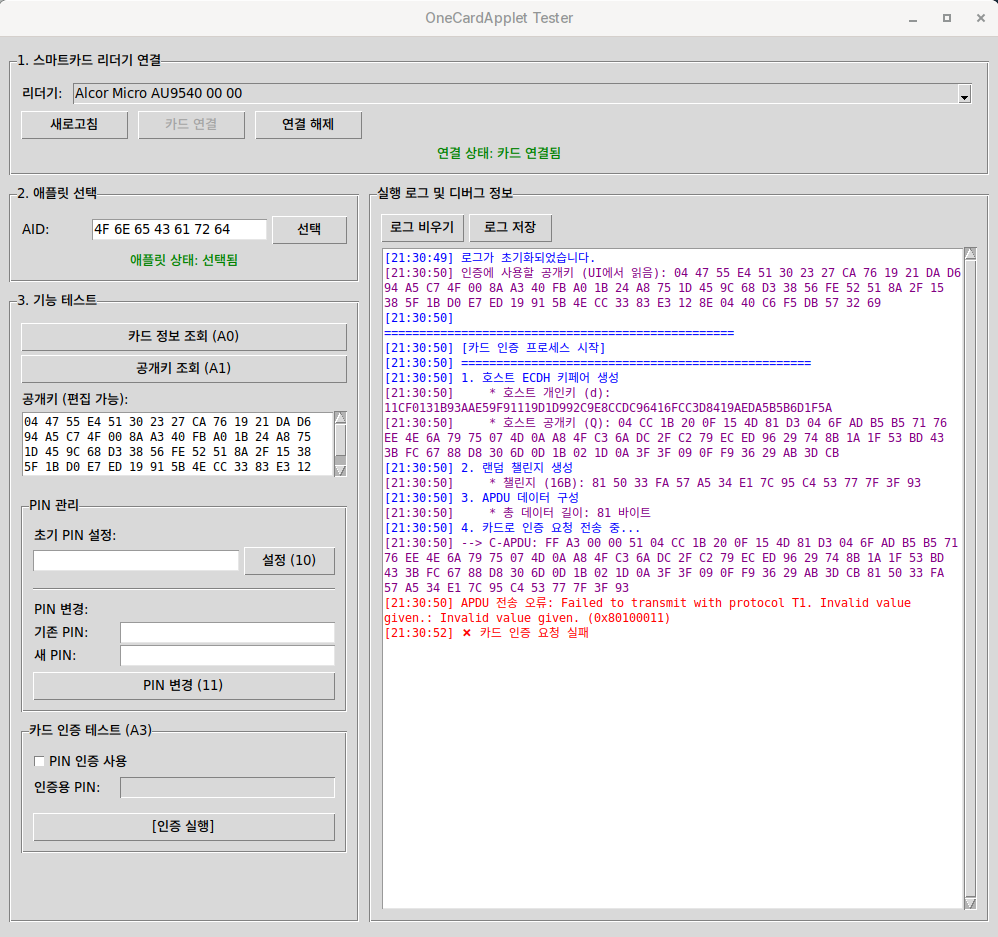 OneCardApplet Tester
1. 스마트카드 리더기 연결
리더기: Alcor Micro AU9540 00 00
새로고침 카드 연결 연결 해제
연결 상태: 카드 연결됨
2. 애플릿 선택
AID: 4F 6E 65 43 61 72 64 선택
애플릿 상태: 선택됨
3. 기능 테스트
카드 정보 조회 (A0)
공개키 조회 (A1)
공개키 (편집 가능):
04 47 55 E4 51 30 23 27 CA 76 19 21 DA D6
94 A5 C7 4F 00 8A A3 40 FB A0 1B 24 A8 75
1D 45 9C 68 D3 38 56 FE 52 51 8A 2F 15 38
5F 1B D0 E7 ED 19 91 5B 4E CC 33 83 E3 12
PIN 관리
초기 PIN 설정:
설정 (10)
PIN 변경:
기존 PIN:
새 PIN:
PIN 변경 (11)
카드 인증 테스트 (A3)
PIN 인증 사용
인증용 PIN:
[인증 실행]
실행 로그 및 디버그 정보
로그 비우기 로그 저장
[21:30:49] 로그가 초기화되었습니다.
[21:30:50] 인증에 사용할 공개키 (UI에서 읽음): 04 47 55 E4 51 30 23 27 CA 76 19 21 DA D6
94 A5 C7 4F 00 8A A3 40 FB A0 1B 24 A8 75 1D 45 9C 68 D3 38 56 FE 52 51 8A 2F 15
38 5F 1B D0 E7 ED 19 91 5B 4E CC 33 83 E3 12 8E 04 40 C6 F5 DB 57 32 69
[21:30:50]
==================================================
[21:30:50] [카드 인증 프로세스 시작]
[21:30:50] ==================================================
[21:30:50] 1. 호스트 ECDH 키페어 생성
[21:30:50] * 호스트 개인키 (d):
11CF0131B93AAE59F91119D1D992C9E8CCDC96416FCC3D8419AEDA5B5B6D1F5A
[21:30:50] * 호스트 공개키 (Q): 04 CC 1B 20 0F 15 4D 81 D3 04 6F AD B5 B5 71 76
EE 4E 6A 79 75 07 4D 0A A8 4F C3 6A DC 2F C2 79 EC ED 96 29 74 8B 1A 1F 53 BD 43
3B FC 67 88 D8 30 6D 0D 1B 02 1D 0A 3F 3F 09 0F F9 36 29 AB 3D CB
[21:30:50] 2. 랜덤 챌린지 생성
[21:30:50] * 챌린지 (16B): 81 50 33 FA 57 A5 34 E1 7C 95 C4 53 77 7F 3F 93
[21:30:50] 3. APDU 데이터 구성
[21:30:50] * 총 데이터 길이: 81 바이트
[21:30:50] 4. 카드로 인증 요청 전송 중...
[21:30:50] --> C-APDU: FF A3 00 00 51 04 CC 1B 20 0F 15 4D 81 D3 04 6F AD B5 B5 71
76 EE 4E 6A 79 75 07 4D 0A A8 4F C3 6A DC 2F C2 79 EC ED 96 29 74 8B 1A 1F 53 BD
43 3B FC 67 88 D8 30 6D 0D 1B 02 1D 0A 3F 3F 09 0F F9 36 29 AB 3D CB 81 50 33 FA
57 A5 34 E1 7C 95 C4 53 77 7F 3F 93
[21:30:50] APDU 전송 오류: Failed to transmit with protocol T1. Invalid value
given.: Invalid value given. (0x80100011)
[21:30:52] ❌ 카드 인증 요청 실패